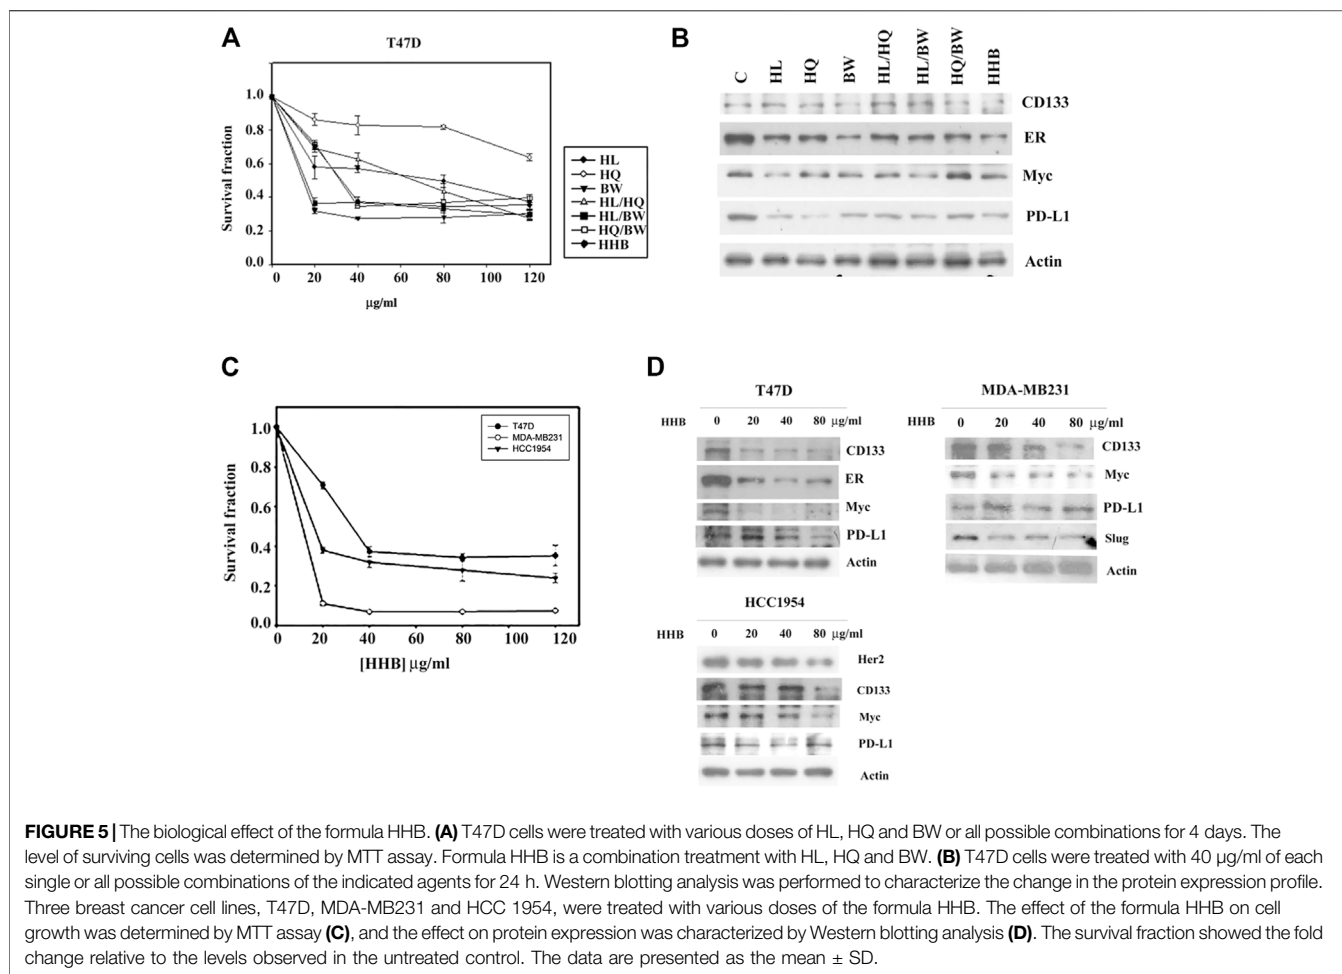 A
T47D
Survival fraction
1.0
0.8
0.6
0.4
0.2
0.0
0 20 40 60 80 100 120
µg/ml
HL
HQ
BW
HL/HQ
HL/BW
HQ/BW
HHB
B
C HL HQ BW HL/HQ HL/BW HQ/BW HHB
CD133
ER
Myc
PD-L1
Actin
C
Survival fraction
1.0
0.8
0.6
0.4
0.2
0.0
0 20 40 60 80 100 120
[HHB] µg/ml
T47D
MDA-MB231
HCC1954
D
T47D
HHB 0 20 40 80 µg/ml
CD133
ER
Myc
PD-L1
Actin
MDA-MB231
HHB 0 20 40 80 µg/ml
CD133
Myc
PD-L1
Slug
Actin
HCC1954
HHB 0 20 40 80 µg/ml
Her2
CD133
Myc
PD-L1
Actin
FIGURE 5 | The biological effect of the formula HHB. (A) T47D cells were treated with various doses of HL, HQ and BW or all possible combinations for 4 days. The
level of surviving cells was determined by MTT assay. Formula HHB is a combination treatment with HL, HQ and BW. (B) T47D cells were treated with 40 µg/ml of each
single or all possible combinations of the indicated agents for 24 h. Western blotting analysis was performed to characterize the change in the protein expression profile.
Three breast cancer cell lines, T47D, MDA-MB231 and HCC 1954, were treated with various doses of the formula HHB. The effect of the formula HHB on cell
growth was determined by MTT assay (C), and the effect on protein expression was characterized by Western blotting analysis (D). The survival fraction showed the fold
change relative to the levels observed in the untreated control. The data are presented as the mean ± SD.